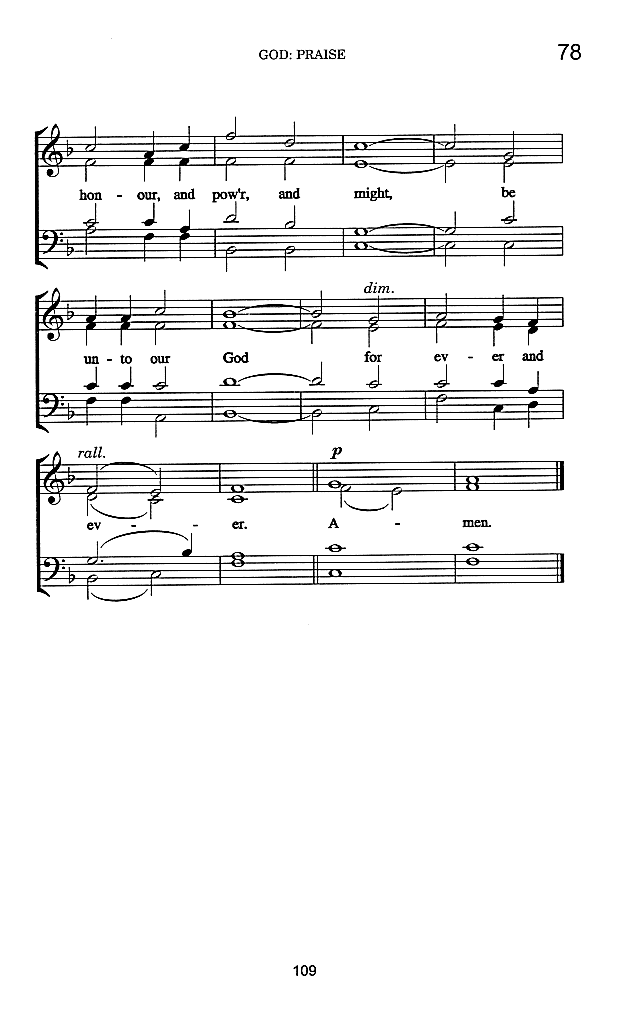 GOD: PRAISE 78
hon - our, and pow'r, and might, be
dim.
un - to our God for ev - er and
rall. p
ev - - er. A - men.
109